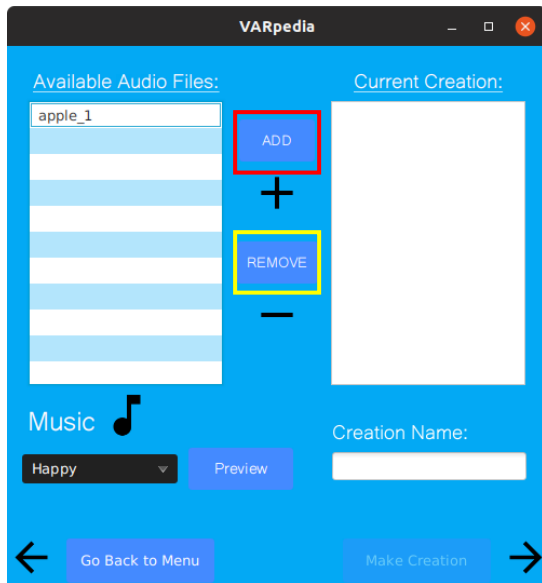 VARpedia
Available Audio Files:
Current Creation:
apple_1
ADD
REMOVE
Music
Creation Name:
Happy
Preview
Go Back to Menu
Make Creation